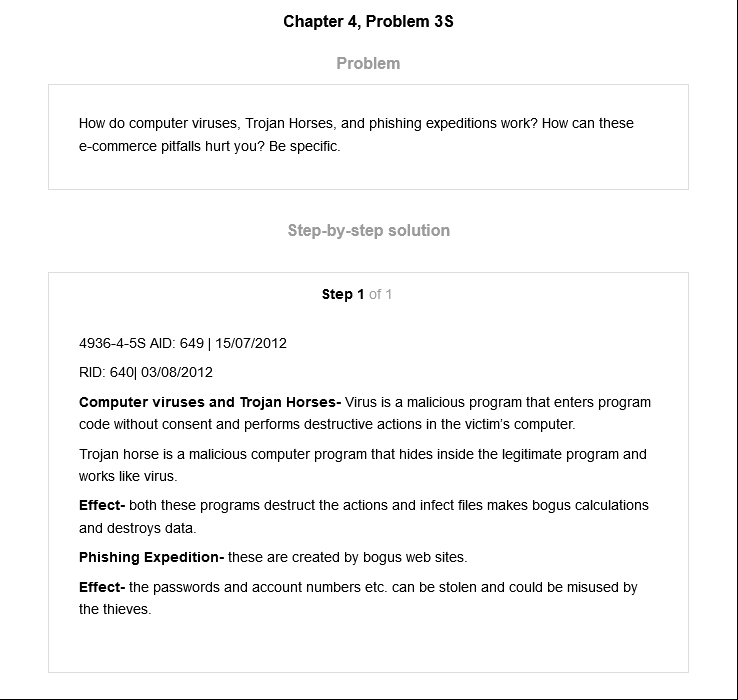 Chapter 4, Problem 3S
Problem
How do computer viruses, Trojan Horses, and phishing expeditions work? How can these
e-commerce pitfalls hurt you? Be specific.
Step-by-step solution
Step 1 of 1
4936-4-5S AID: 649 | 15/07/2012
RID: 640| 03/08/2012
Computer viruses and Trojan Horses- Virus is a malicious program that enters program
code without consent and performs destructive actions in the victim's computer.
Trojan horse is a malicious computer program that hides inside the legitimate program and
works like virus.
Effect- both these programs destruct the actions and infect files makes bogus calculations
and destroys data.
Phishing Expedition- these are created by bogus web sites.
Effect- the passwords and account numbers etc. can be stolen and could be misused by
the thieves.